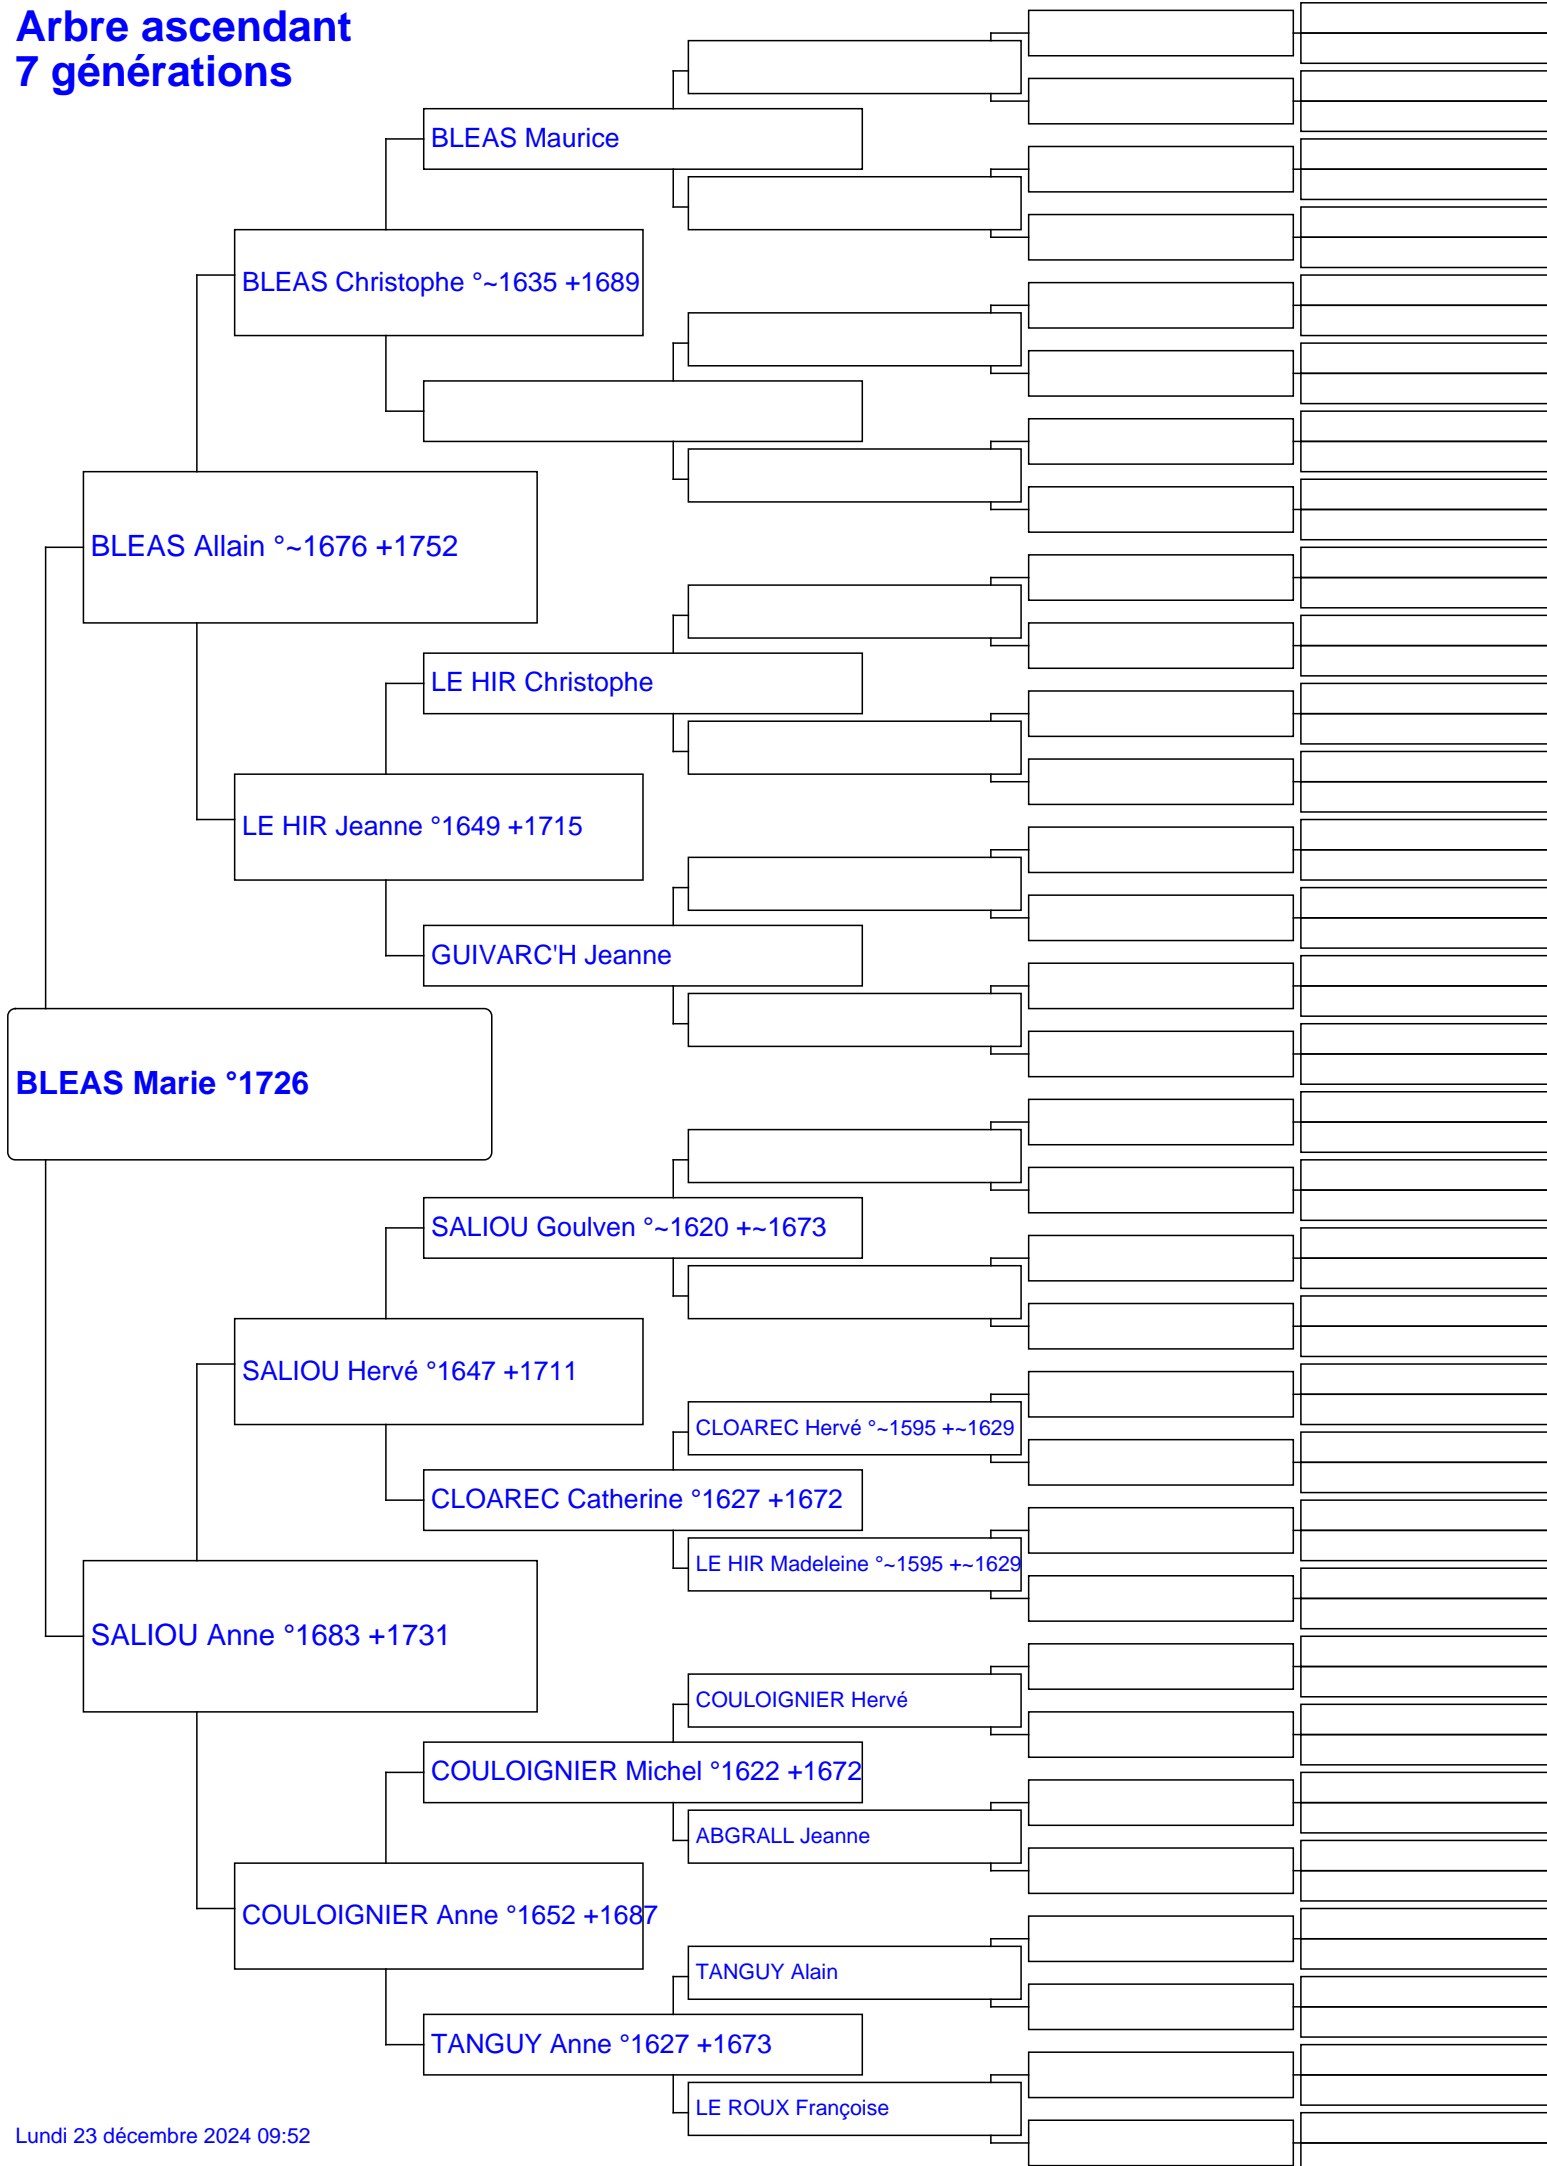 Arbre ascendant
7 générations
BLEAS Maurice
BLEAS Christophe °~1635 +1689
BLEAS Allain °~1676 +1752
LE HIR Christophe
LE HIR Jeanne °1649 +1715
GUIVARC'H Jeanne
BLEAS Marie °1726
SALIOU Goulven °~1620 +~1673
SALIOU Hervé °1647 +1711
CLOAREC Hervé °~1595 +~1629
CLOAREC Catherine °1627 +1672
LE HIR Madeleine °~1595 +~1629
SALIOU Anne °1683 +1731
COULOIGNIER Hervé
COULOIGNIER Michel °1622 +1672
ABGRALL Jeanne
COULOIGNIER Anne °1652 +1687
TANGUY Alain
TANGUY Anne °1627 +1673
LE ROUX Françoise
Lundi 23 décembre 2024 09:52